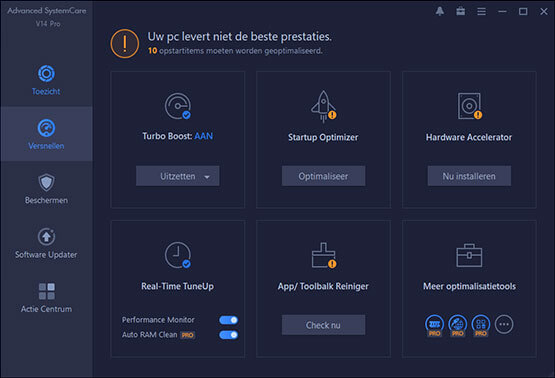 Advanced SystemCare
V14 Pro
Uw pc levert niet de beste prestaties.
10 opstartitems moeten worden geoptimaliseerd.
Toezicht
Versnellen
Beschermen
Software Updater
Actie Centrum
Turbo Boost: AAN
Uitzetten
Startup Optimizer
Optimaliseer
Hardware Accelerator
Nu installeren
Real-Time TuneUp
Performance Monitor
Auto RAM Clean PRO
App/ Toolbalk Reiniger
Check nu
Meer optimalisatietools
PRO PRO PRO